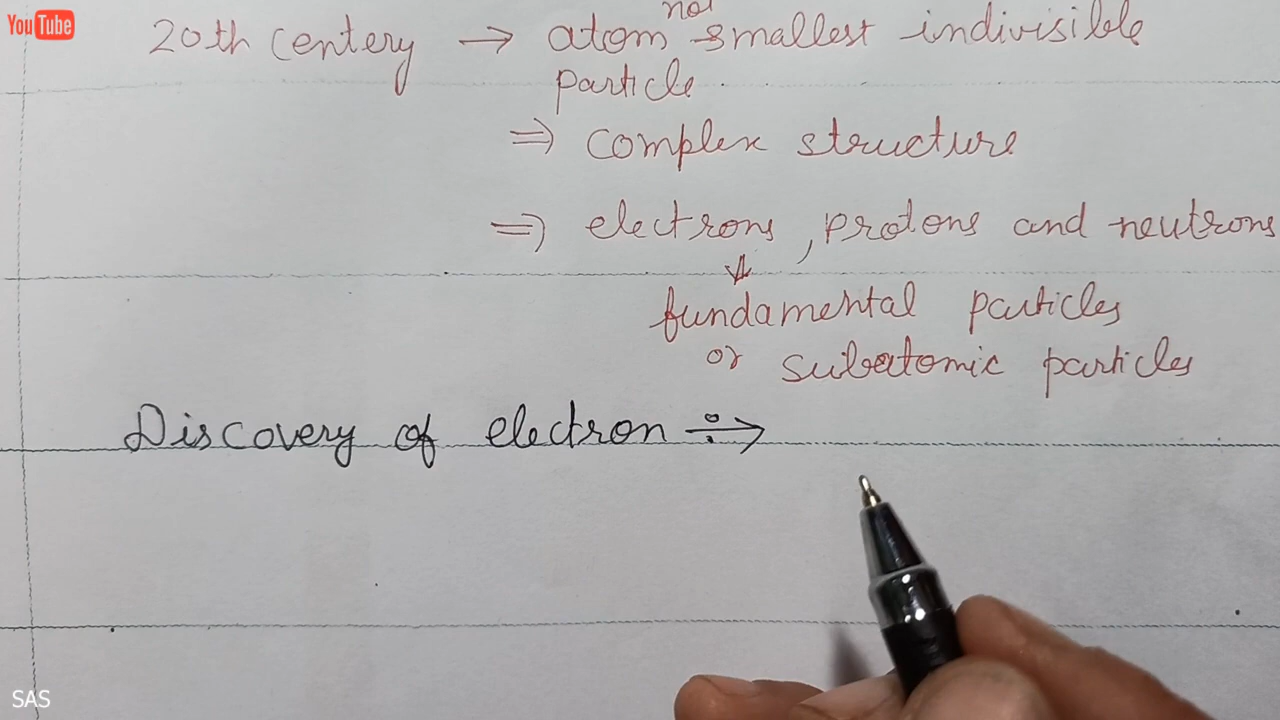 YouTube
not
20th Centery → atom smallest indivisible
particle
⇒ complex structure
⇒ electrons, protons and neutrons
↓
fundamental particles
or subatomic particles
Discovery of electron ÷→
SAS